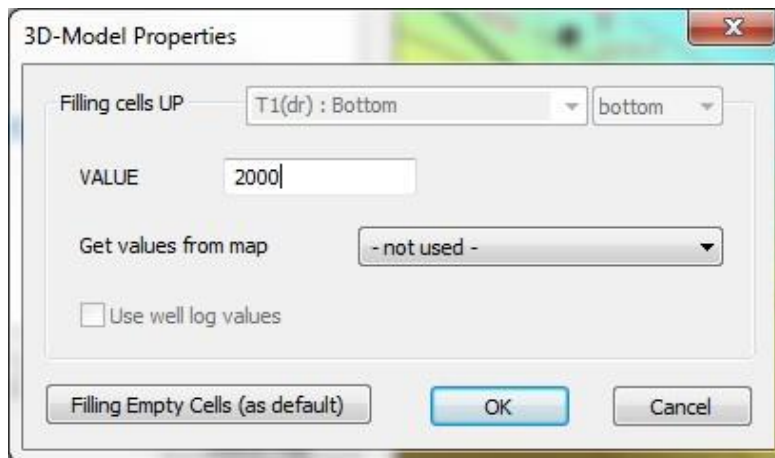 3D-Model Properties
Filling cells UP T1(dr) : Bottom bottom
VALUE 2000
Get values from map - not used -
Use well log values
Filling Empty Cells (as default) OK Cancel